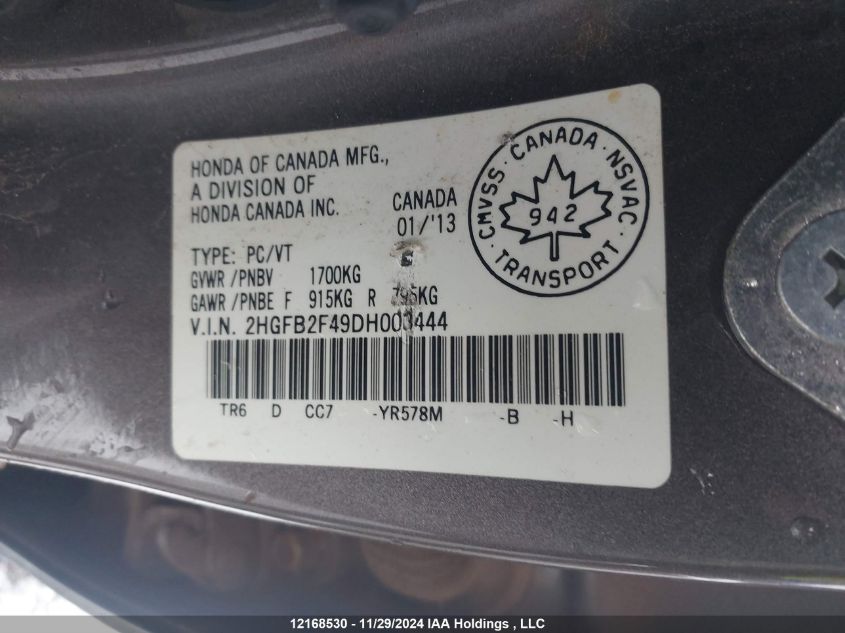 HONDA OF CANADA MFG.,
A DIVISION OF
HONDA CANADA INC.
CANADA
01/'13
TYPE: PC/VT
GVWR /PNBV 1700KG
GAWR /PNBE F 915KG R 795KG
V.I.N. 2HGFB2F49DH003444
TR6 D CC7 -YR578M -B -H
CMVSS · CANADA · NSVAC · TRANSPORT ·
942
12168530 - 11/29/2024 IAA Holdings , LLC